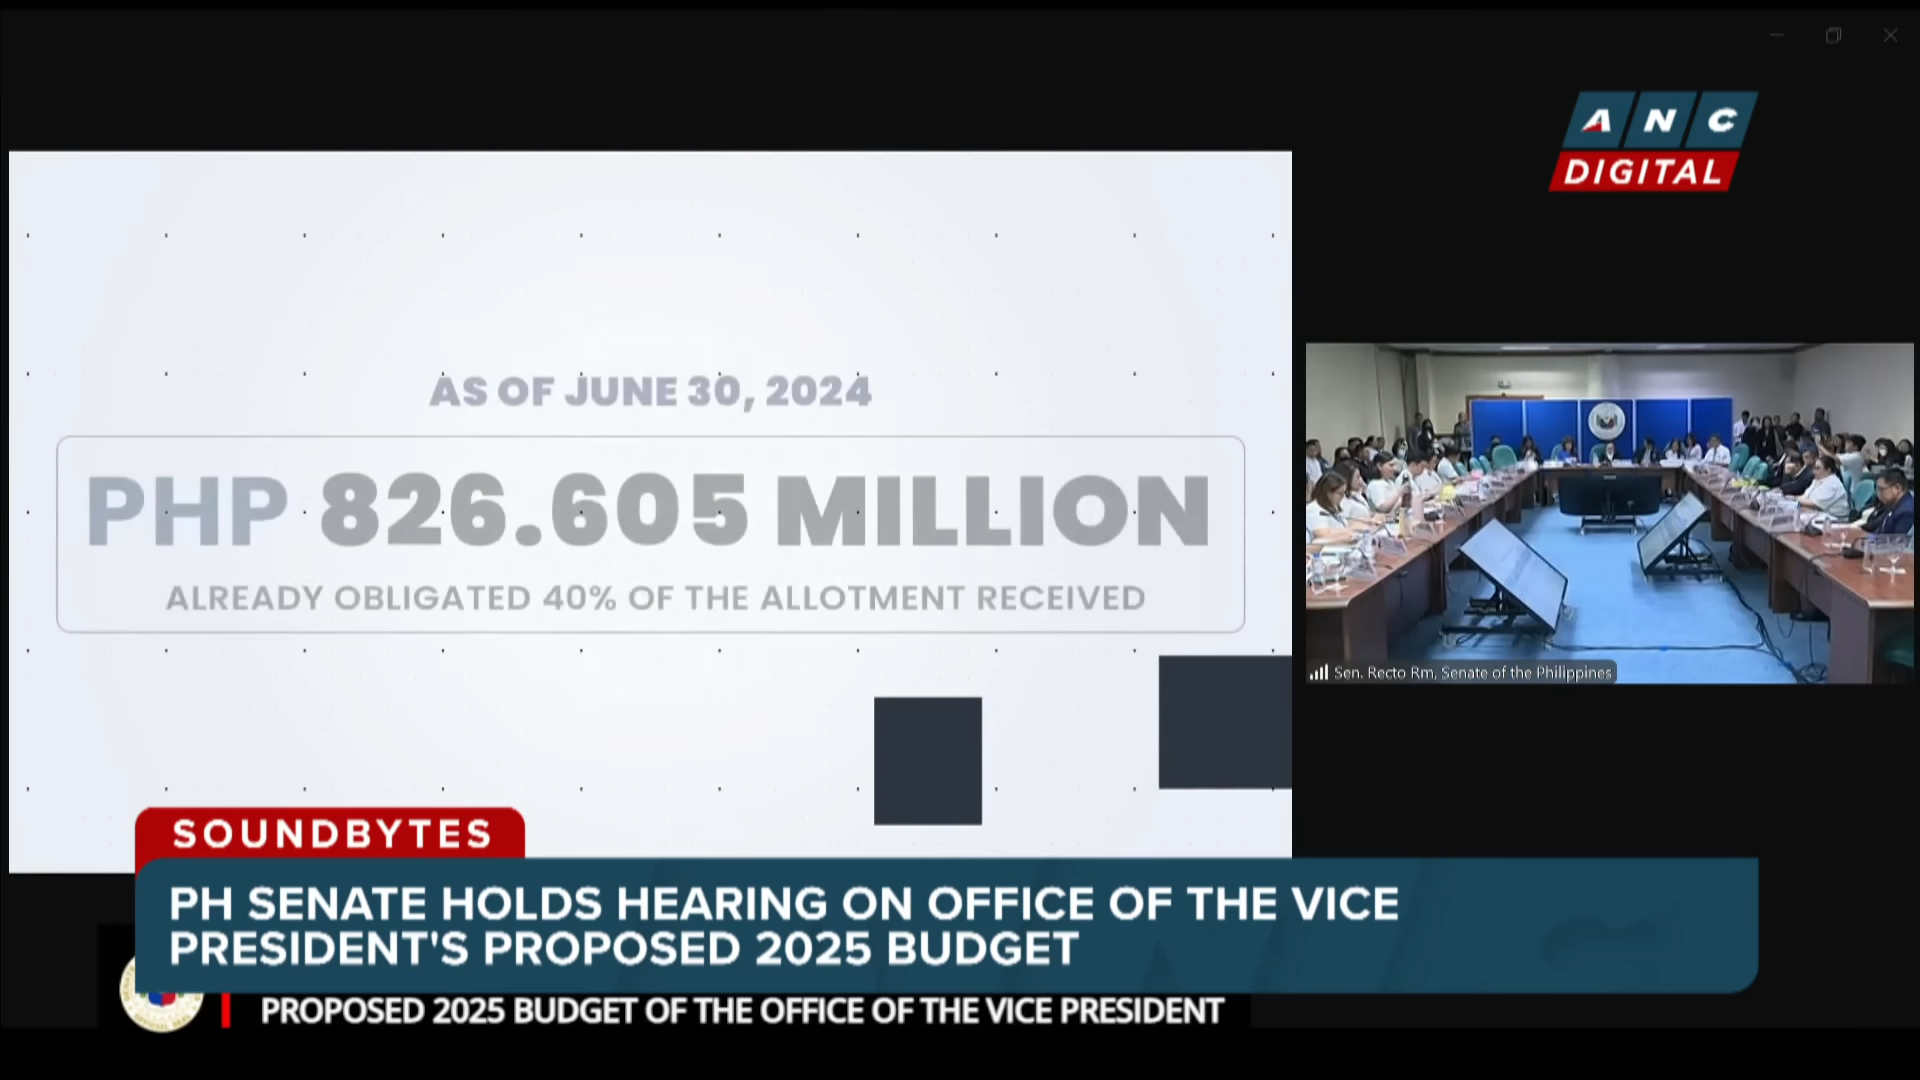 ANC
DIGITAL
AS OF JUNE 30, 2024
PHP 826.605 MILLION
ALREADY OBLIGATED 40% OF THE ALLOTMENT RECEIVED
Sen. Recto Rm, Senate of the Philippines
SOUNDBYTES
PH SENATE HOLDS HEARING ON OFFICE OF THE VICE
PRESIDENT'S PROPOSED 2025 BUDGET
PROPOSED 2025 BUDGET OF THE OFFICE OF THE VICE PRESIDENT